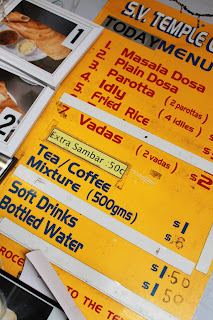 S.V. TEMPLE
TODAY MENU
1. Masala Dosa
2. Plain Dosa
3. Parotta (2 parottas)
4. Idly (4 idlies)
5. Fried Rice
Vadas (2 vadas) $2
Extra Sambar :50¢
Tea/Coffee $1
Mixture (500gms) $6
Soft Drinks $1.50
Bottled Water $1.50
TO THE
1
2